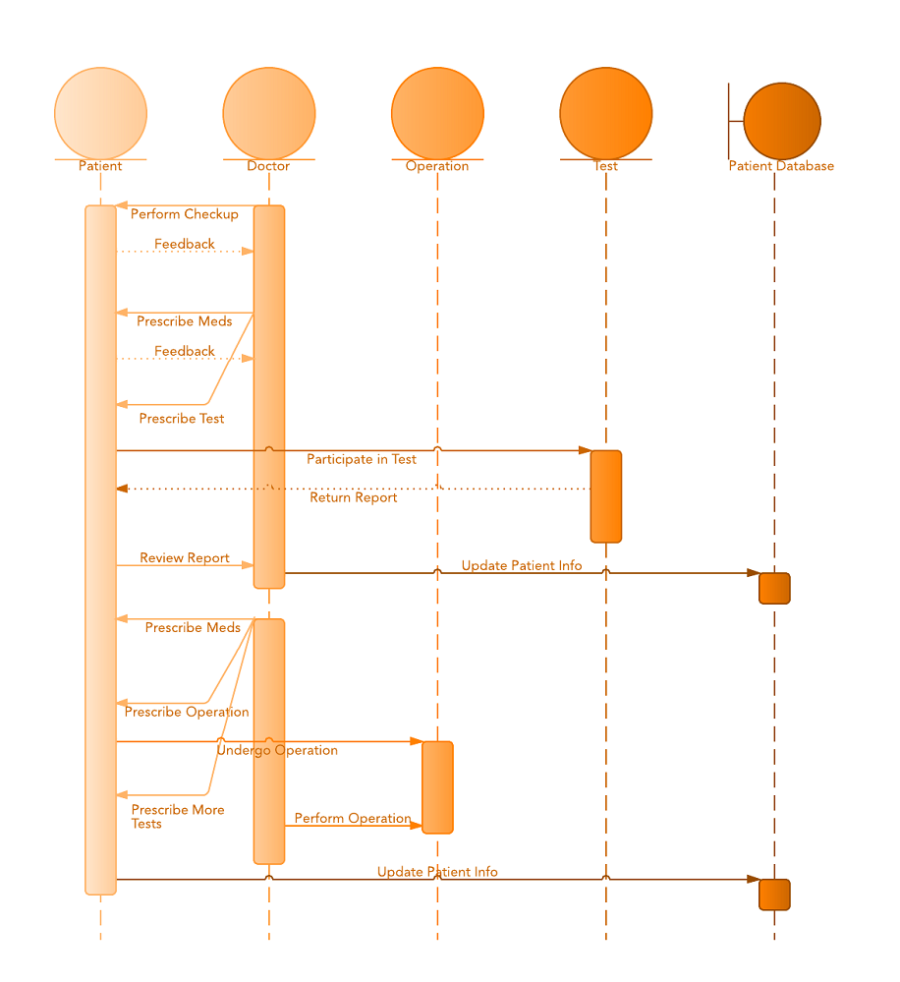 Patient
Doctor
Operation
Test
Patient Database
Perform Checkup
Feedback
Prescribe Meds
Feedback
Prescribe Test
Participate in Test
Return Report
Review Report
Update Patient Info
Prescribe Meds
Prescribe Operation
Undergo Operation
Prescribe More
Tests
Perform Operation
Update Patient Info